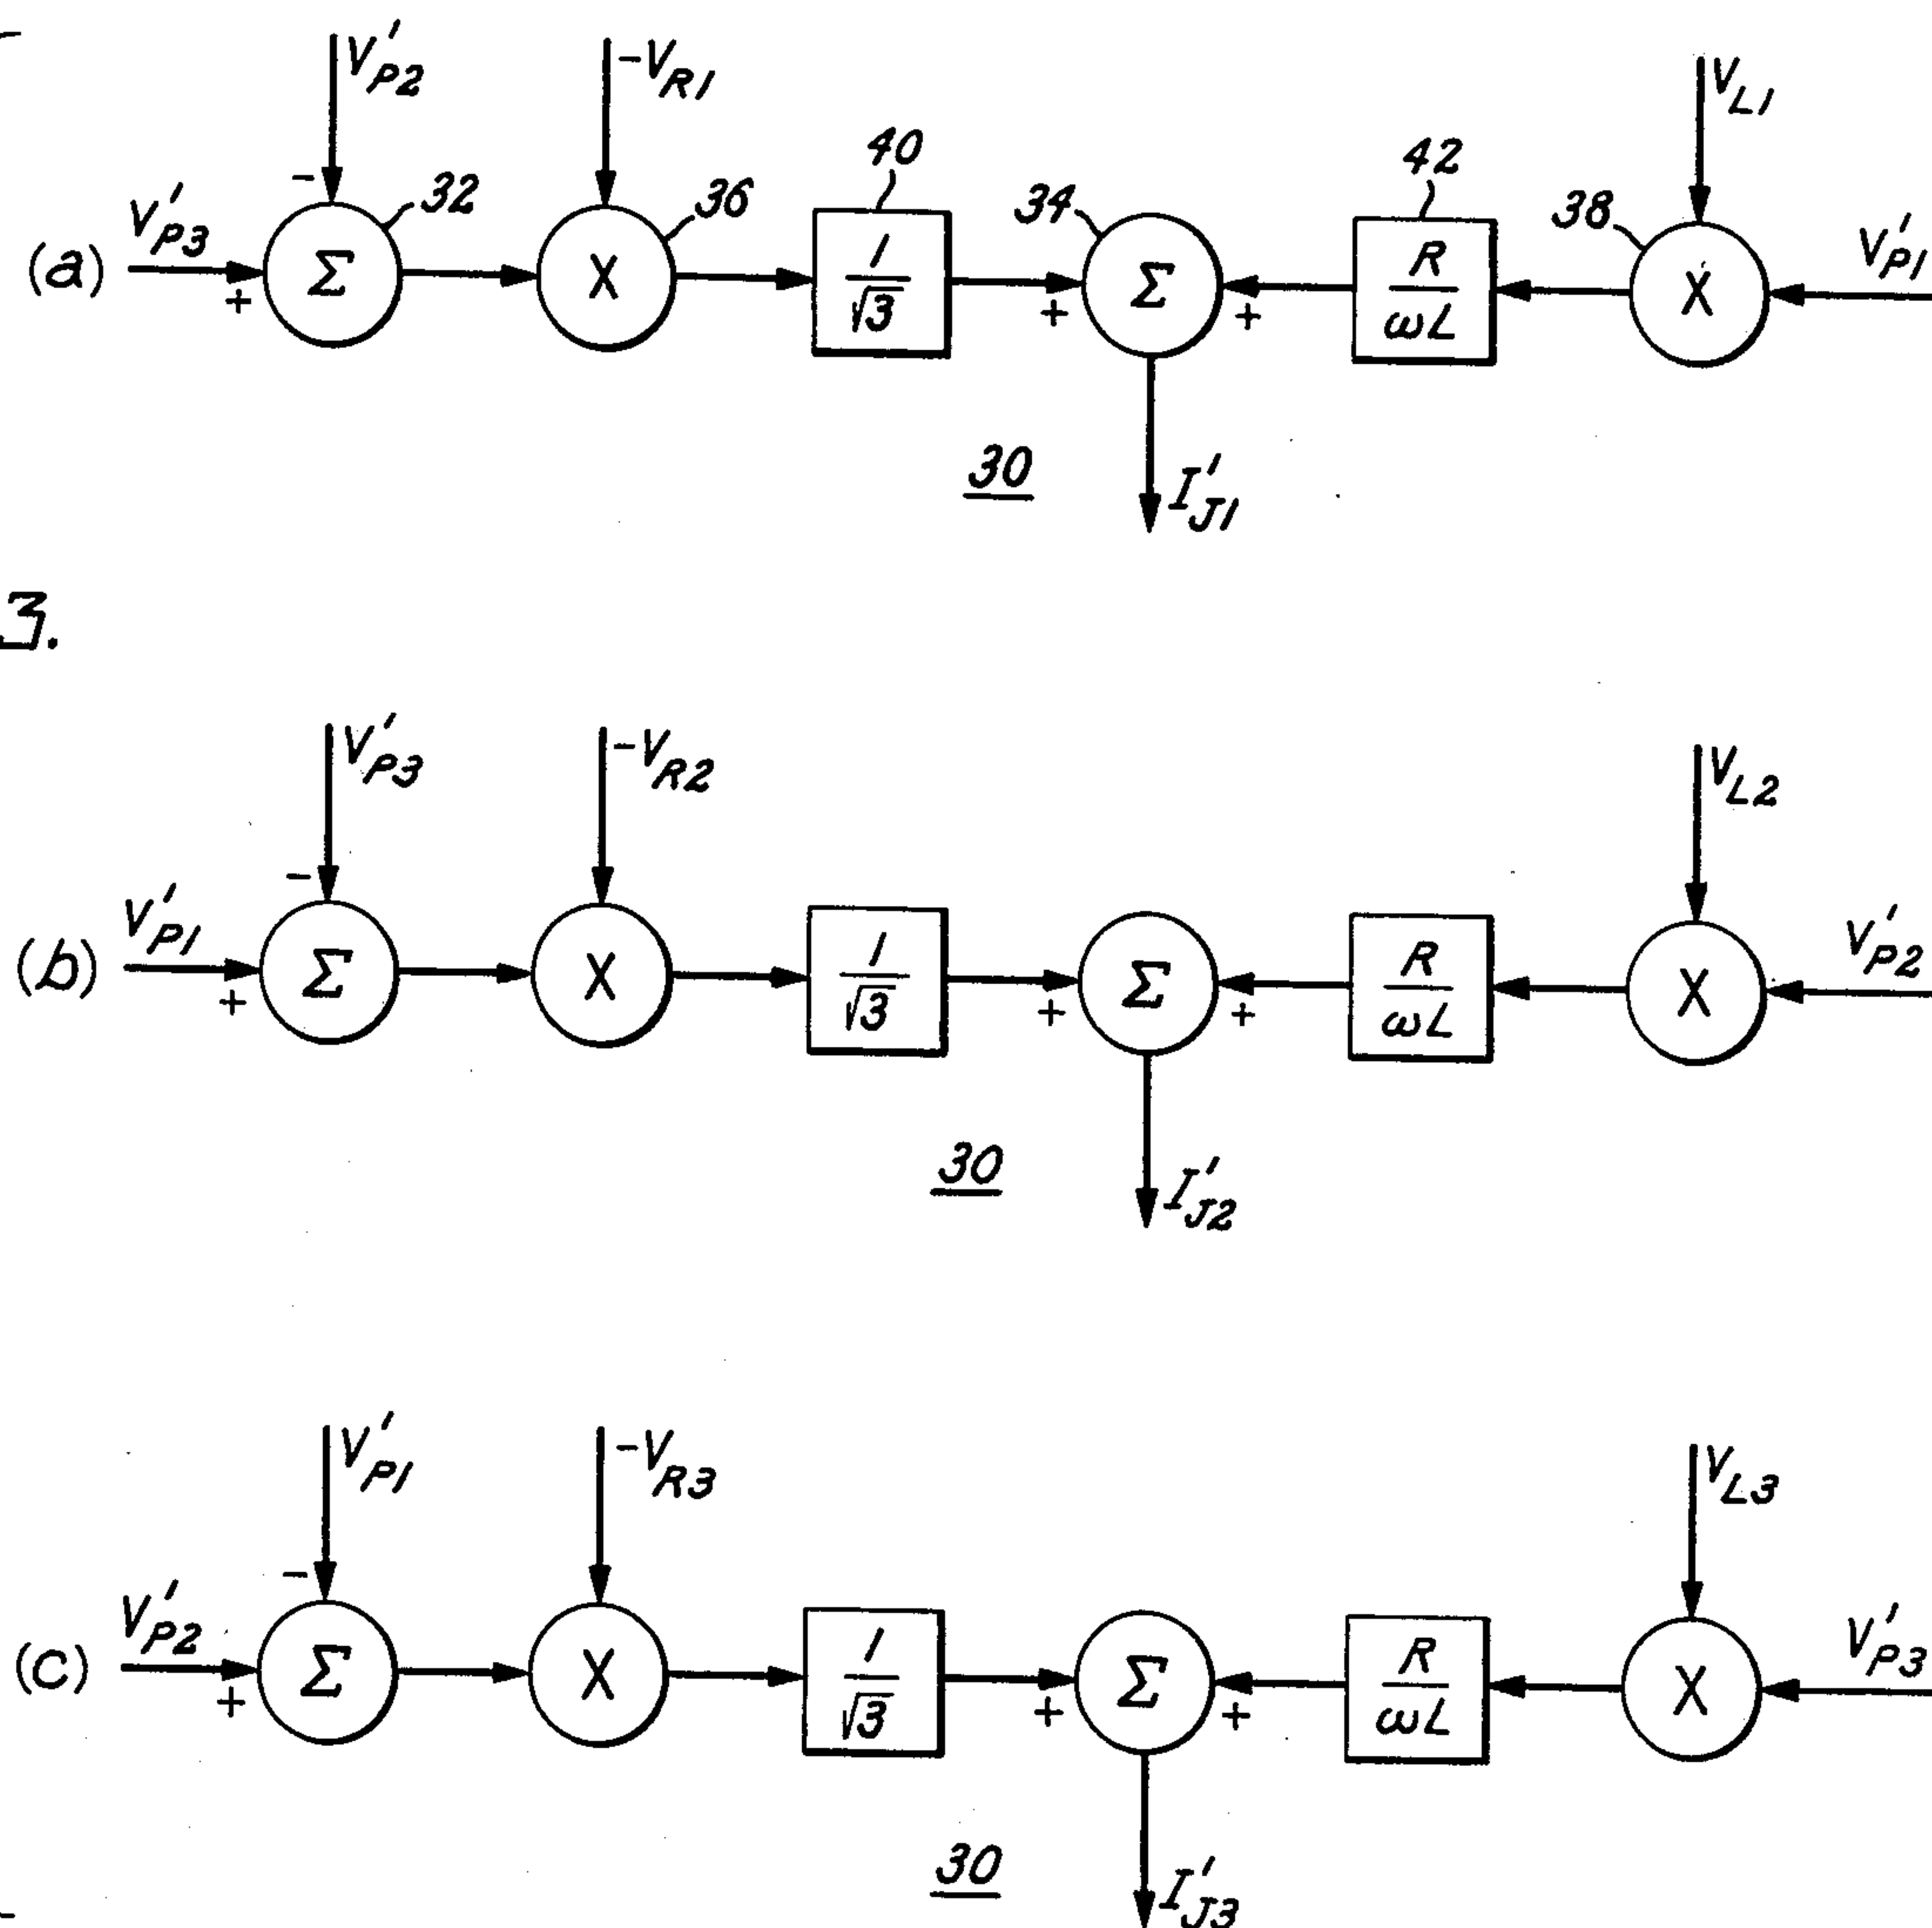 V'P2
-VR1
VL1
40
42
32
36
34
38
V'P3
V'P1
-
(a)
Σ
X
1
√3
Σ
R
ωL
X
+
+
+
30
I'J1
3.
V'P3
-VR2
VL2
-
V'P1
V'P2
(b)
Σ
X
1
√3
Σ
R
ωL
X
+
+
+
30
I'J2
V'P1
-VR3
VL3
-
V'P2
V'P3
(c)
Σ
X
1
√3
Σ
R
ωL
X
+
+
+
30
I'J3